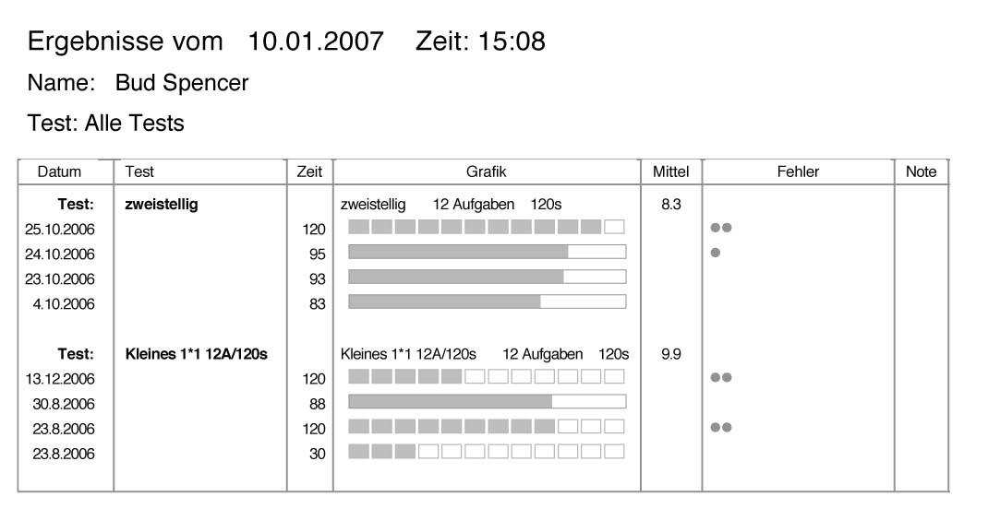 Ergebnisse vom 10.01.2007 Zeit: 15:08
Name: Bud Spencer
Test: Alle Tests
Datum Test Zeit Grafik Mittel Fehler Note
Test: zweistellig zweistellig 12 Aufgaben 120s 8.3
25.10.2006 120
24.10.2006 95
23.10.2006 93
4.10.2006 83
Test: Kleines 1*1 12A/120s Kleines 1*1 12A/120s 12 Aufgaben 120s 9.9
13.12.2006 120
30.8.2006 88
23.8.2006 120
23.8.2006 30